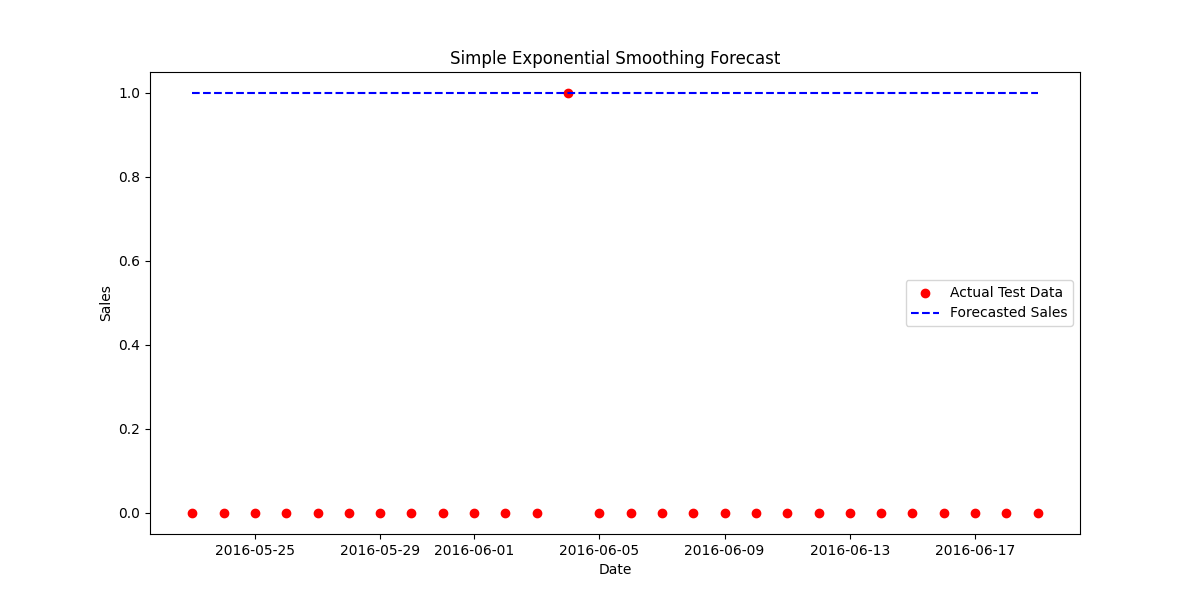 Simple Exponential Smoothing Forecast
1.0
0.8
0.6
0.4
0.2
0.0
Sales
Actual Test Data
Forecasted Sales
2016-05-25 2016-05-29 2016-06-01 2016-06-05 2016-06-09 2016-06-13 2016-06-17
Date